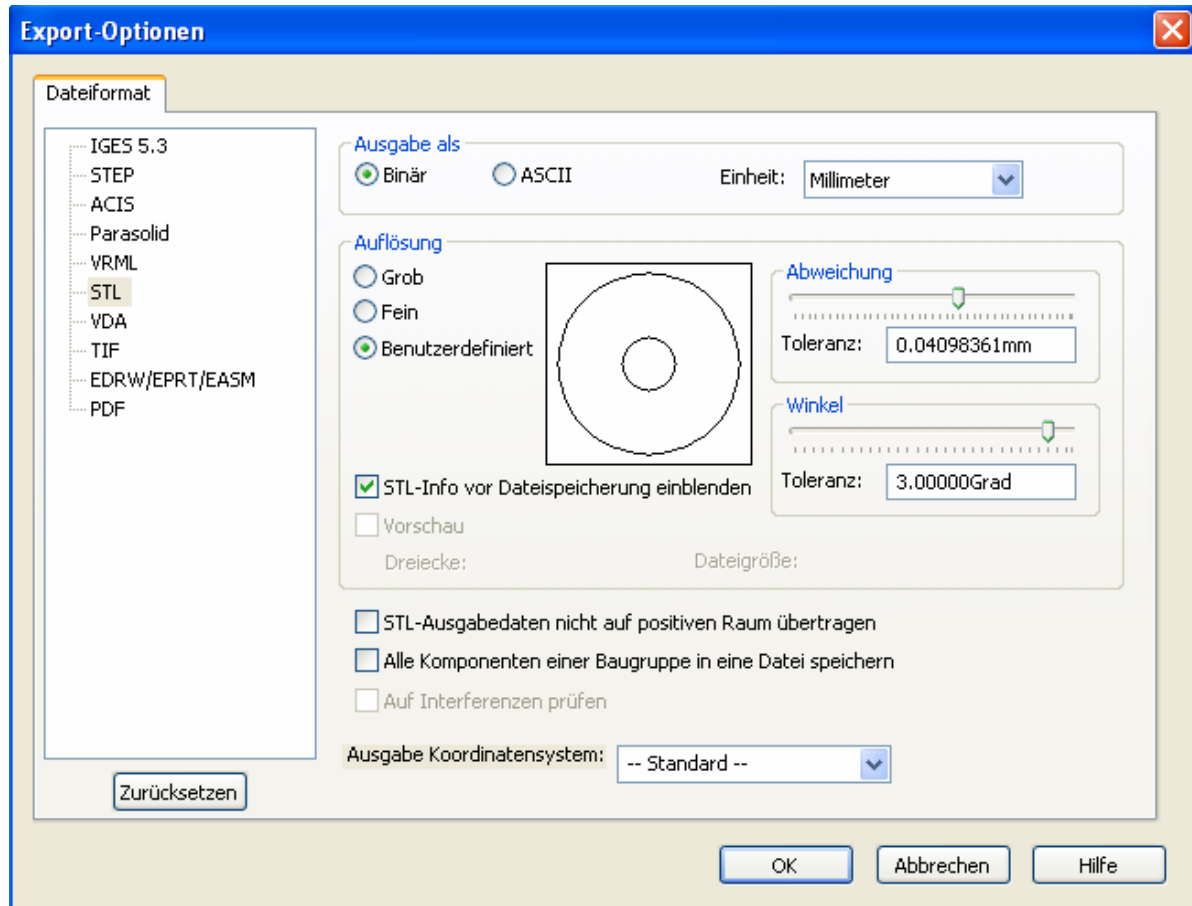 Export-Optionen
Dateiformat
IGES 5.3
STEP
ACIS
Parasolid
VRML
STL
VDA
TIF
EDRW/EPRT/EASM
PDF
Zurücksetzen
Ausgabe als
Binär
ASCII
Einheit:
Millimeter
Auflösung
Grob
Fein
Benutzerdefiniert
Abweichung
Toleranz:
0.04098361mm
Winkel
Toleranz:
3.00000Grad
STL-Info vor Dateispeicherung einblenden
Vorschau
Dreiecke:
Dateigröße:
STL-Ausgabedaten nicht auf positiven Raum übertragen
Alle Komponenten einer Baugruppe in eine Datei speichern
Auf Interferenzen prüfen
Ausgabe Koordinatensystem:
-- Standard --
OK
Abbrechen
Hilfe